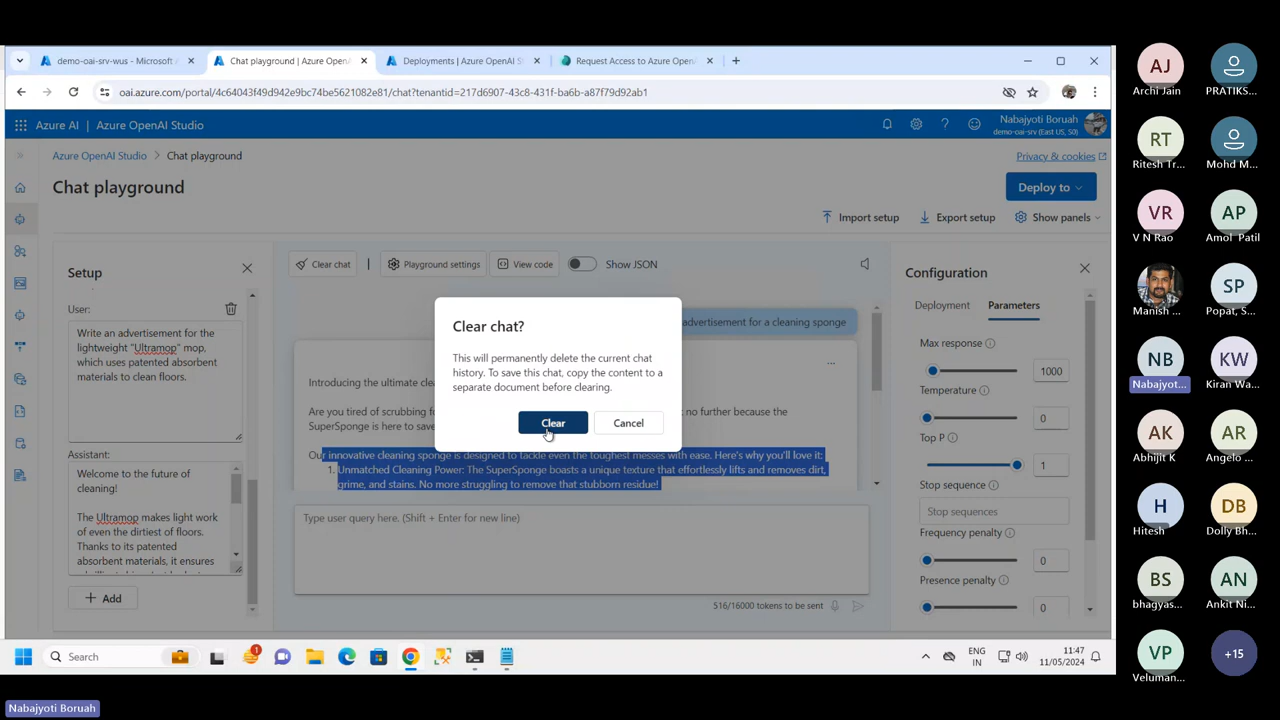 demo-oai-srv-wus - Microsoft A
Chat playground | Azure OpenAI
Deployments | Azure OpenAI S
Request Access to Azure Open
oai.azure.com/portal/4c64043f49d942e9bc74be5621082e81/chat?tenantid=217d6907-43c8-431f-ba6b-a87f79d92ab1
Azure AI | Azure OpenAI Studio
Nabajyoti Boruah
demo-oai-srv (East US, S0)
Azure OpenAI Studio > Chat playground
Privacy & cookies
Chat playground
Deploy to
Import setup
Export setup
Show panels
Setup
User:
Write an advertisement for the
lightweight "Ultramop" mop,
which uses patented absorbent
materials to clean floors.
Assistant:
Welcome to the future of
cleaning!
The Ultramop makes light work
of even the dirtiest of floors.
Thanks to its patented
absorbent materials, it ensures
Add
Clear chat
Playground settings
View code
Show JSON
advertisement for a cleaning sponge
Introducing the ultimate clea
Are you tired of scrubbing fo
k no further because the
SuperSponge is here to save
Our innovative cleaning sponge is designed to tackle even the toughest messes with ease. Here's why you'll love it:
1. Unmatched Cleaning Power: The SuperSponge boasts a unique texture that effortlessly lifts and removes dirt,
grime, and stains. No more struggling to remove that stubborn residue!
Clear chat?
This will permanently delete the current chat
history. To save this chat, copy the content to a
separate document before clearing.
Clear
Cancel
Type user query here. (Shift + Enter for new line)
516/16000 tokens to be sent
Configuration
Deployment
Parameters
Max response
1000
Temperature
0
Top P
1
Stop sequence
Stop sequences
Frequency penalty
0
Presence penalty
0
Search
1
ENG
IN
11:47
11/05/2024
AJ
Archi Jain
PRATIKS...
RT
Ritesh Tr...
Mohd M...
VR
V N Rao
AP
Amol Patil
Manish ...
SP
Popat, S...
NB
Nabajyot...
KW
Kiran Wa...
AK
Abhijit K
AR
Angelo ...
H
Hitesh
DB
Dolly Bh...
BS
bhagyas...
AN
Ankit Ni...
VP
Veluman...
+15
Nabajyoti Boruah